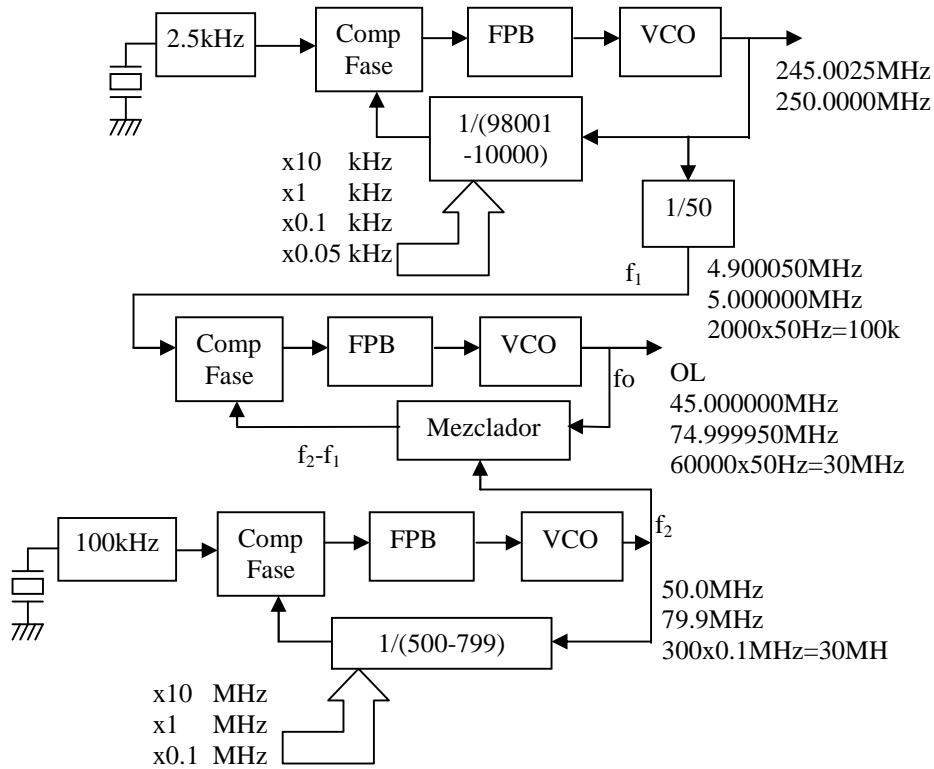 2.5kHz
Comp
Fase
FPB
VCO
245.0025MHz
250.0000MHz
1/(98001
-10000)
x10 kHz
x1 kHz
x0.1 kHz
x0.05 kHz
1/50
f1
4.900050MHz
5.000000MHz
2000x50Hz=100k
Comp
Fase
FPB
VCO
fo
OL
45.000000MHz
74.999950MHz
60000x50Hz=30MHz
Mezclador
f2-f1
100kHz
Comp
Fase
FPB
VCO
f2
50.0MHz
79.9MHz
300x0.1MHz=30MH
1/(500-799)
x10 MHz
x1 MHz
x0.1 MHz